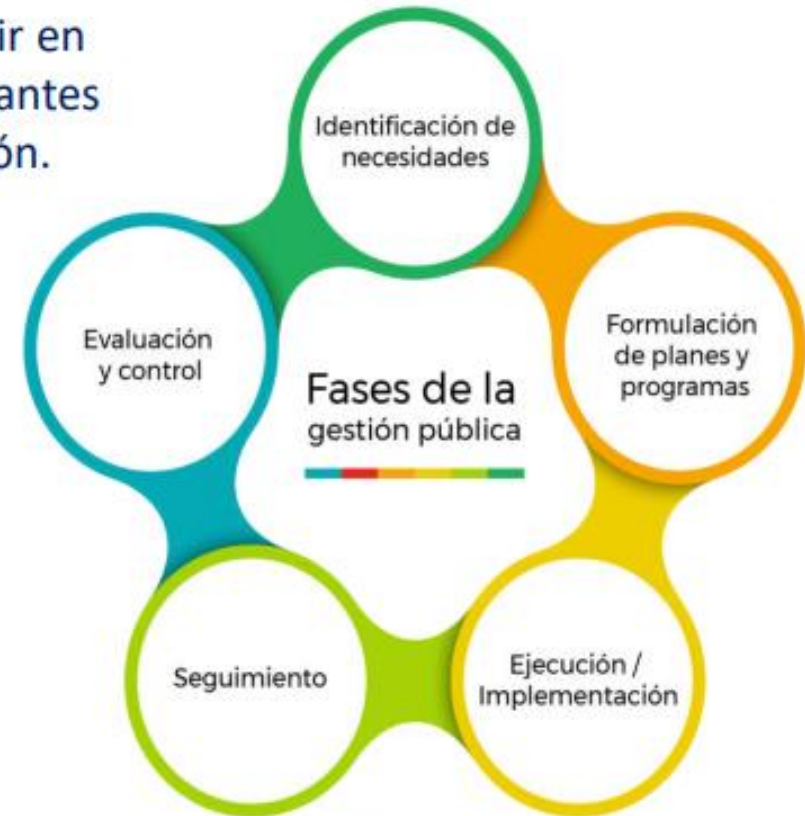 ir en
antes
ón.
Identificación de
necesidades
Formulación
de planes y
programas
Ejecución /
Implementación
Seguimiento
Evaluación
y control
Fases de la
gestión pública